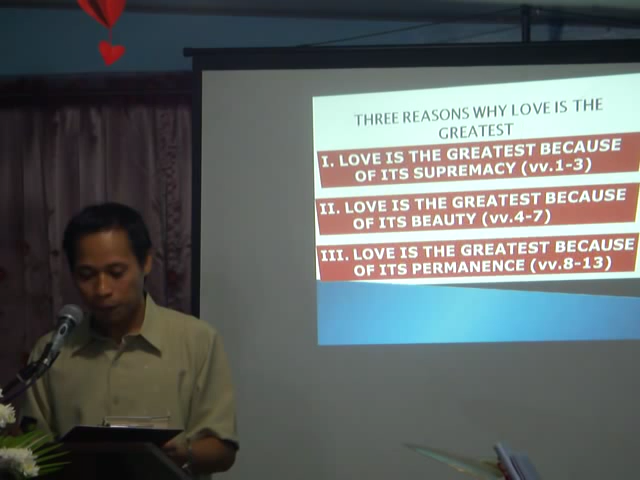 THREE REASONS WHY LOVE IS THE
GREATEST
I. LOVE IS THE GREATEST BECAUSE
OF ITS SUPREMACY (vv.1-3)
II. LOVE IS THE GREATEST BECAUSE
OF ITS BEAUTY (vv.4-7)
III. LOVE IS THE GREATEST BECAUSE
OF ITS PERMANENCE (vv.8-13)